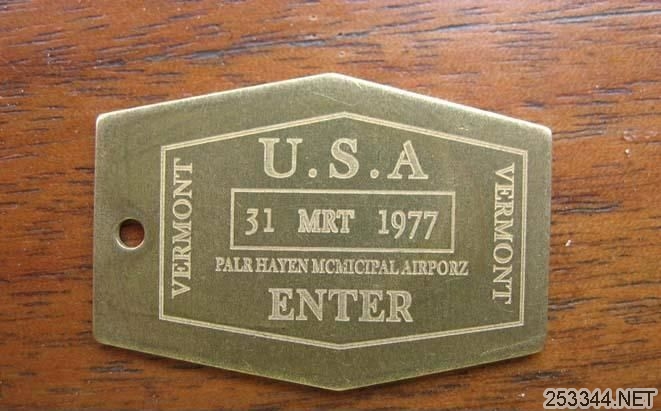 U.S.A
31 MRT 1977
PALR HAYEN MCMICIPAL AIRPORZ
ENTER
VERMONT
VERMONT
253344.NET